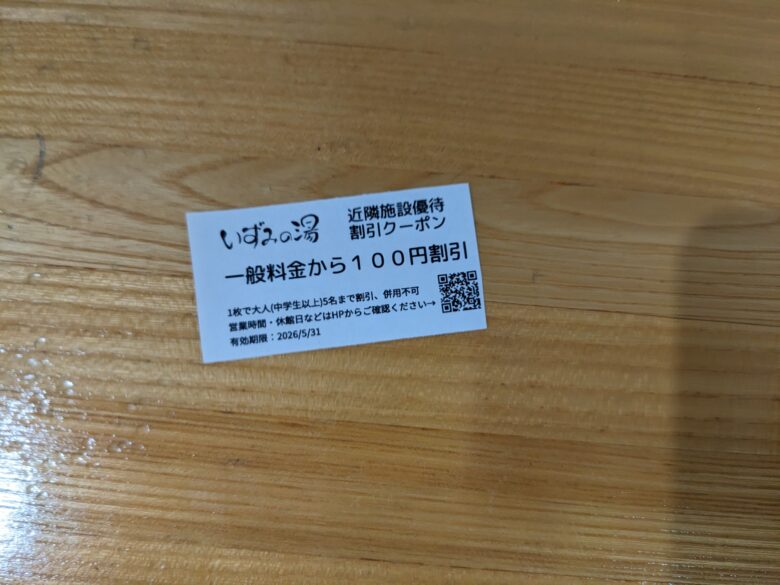 いずみの湯
近隣施設優待
割引クーポン
一般料金から１００円割引
1枚で大人(中学生以上)5名まで割引、併用不可
営業時間・休館日などはHPからご確認ください→
有効期限：2026/5/31